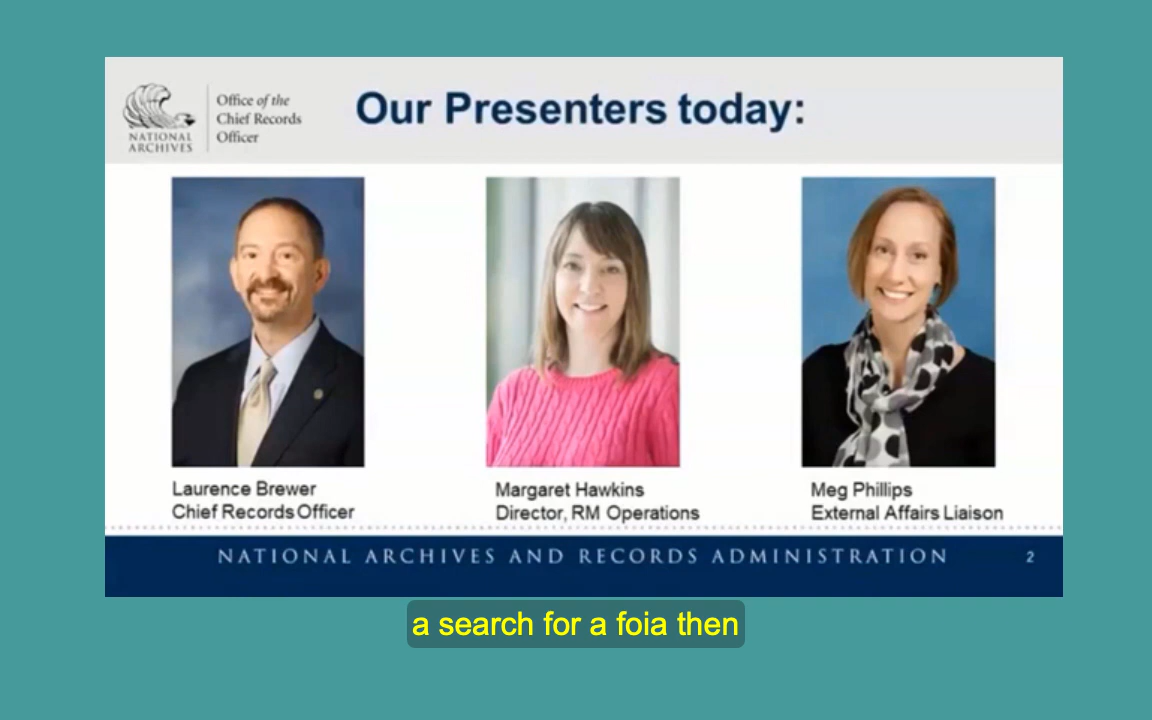 Office of the
Chief Records
Officer
NATIONAL
ARCHIVES
Our Presenters today:
Laurence Brewer
Chief Records Officer
Margaret Hawkins
Director, RM Operations
Meg Phillips
External Affairs Liaison
NATIONAL ARCHIVES AND RECORDS ADMINISTRATION
2
a search for a foia then